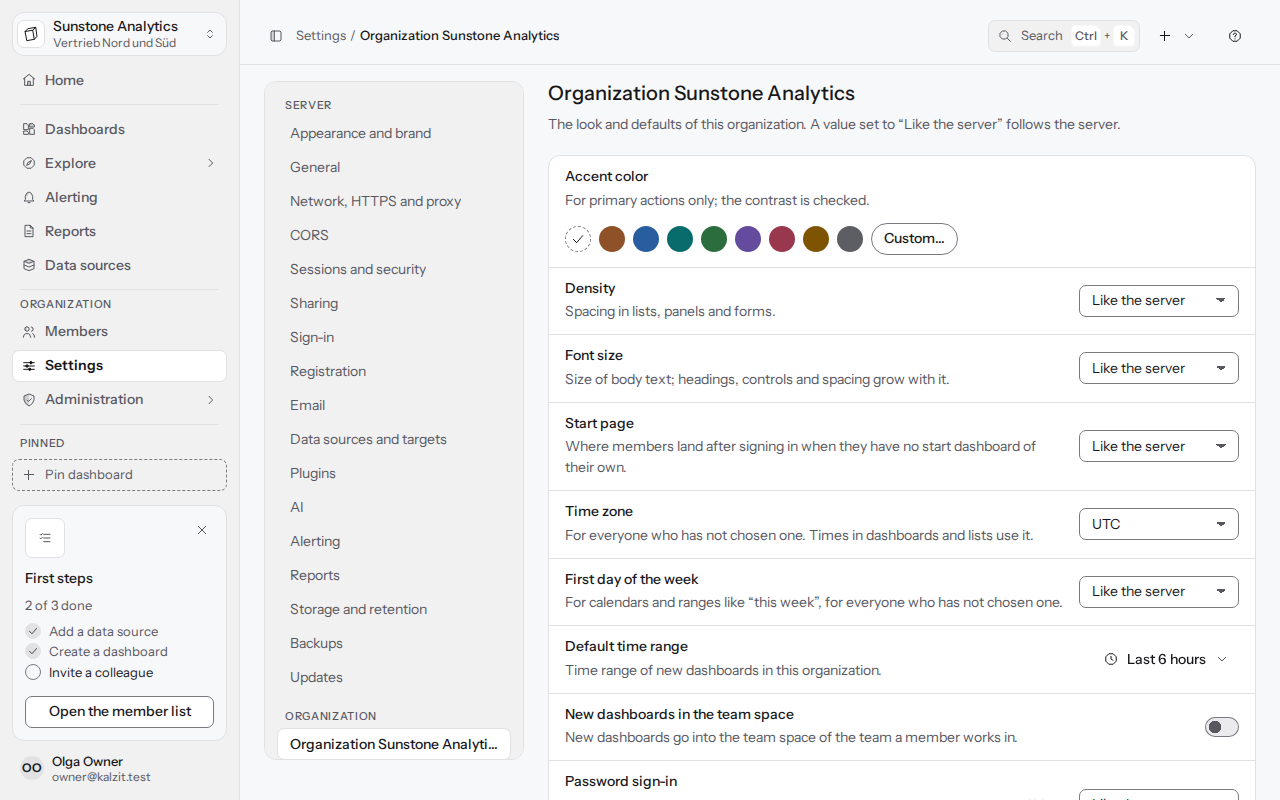 Sunstone Analytics
Vertrieb Nord und Süd
Home
Dashboards
Explore
Alerting
Reports
Data sources
ORGANIZATION
Members
Settings
Administration
PINNED
Pin dashboard
First steps
2 of 3 done
Add a data source
Create a dashboard
Invite a colleague
Open the member list
OO
Olga Owner
owner@kalzit.test
Settings / Organization Sunstone Analytics
Search Ctrl + K
SERVER
Appearance and brand
General
Network, HTTPS and proxy
CORS
Sessions and security
Sharing
Sign-in
Registration
Email
Data sources and targets
Plugins
AI
Alerting
Reports
Storage and retention
Backups
Updates
ORGANIZATION
Organization Sunstone Analyti...
Organization Sunstone Analytics
The look and defaults of this organization. A value set to “Like the server” follows the server.
Accent color
For primary actions only; the contrast is checked.
Custom...
Density
Spacing in lists, panels and forms.
Like the server
Font size
Size of body text; headings, controls and spacing grow with it.
Like the server
Start page
Where members land after signing in when they have no start dashboard of
their own.
Like the server
Time zone
For everyone who has not chosen one. Times in dashboards and lists use it.
UTC
First day of the week
For calendars and ranges like “this week”, for everyone who has not chosen one.
Like the server
Default time range
Time range of new dashboards in this organization.
Last 6 hours
New dashboards in the team space
New dashboards go into the team space of the team a member works in.
Password sign-in